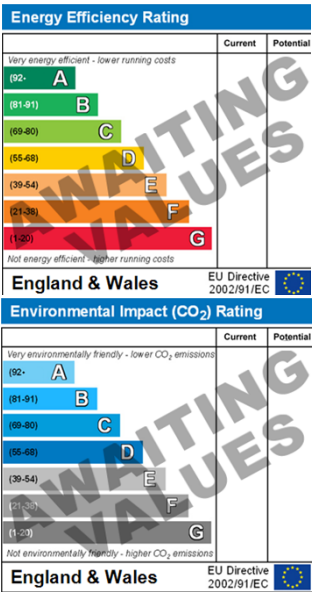 Energy Efficiency Rating
Current Potential
Very energy efficient - lower running costs
(92- A
(81-91) B
(69-80) C
(55-68) D
(39-54) E
(21-38) F
(1-20) G
AWAITING
VALUES
Not energy efficient - higher running costs
England & Wales
EU Directive
2002/91/EC
Environmental Impact (CO2) Rating
Current Potential
Very environmentally friendly - lower CO2 emissions
(92- A
(81-91) B
(69-80) C
(55-68) D
(39-54) E
(21-38) F
(1-20) G
AWAITING
VALUES
Not environmentally friendly - higher CO2 emissions
England & Wales
EU Directive
2002/91/EC